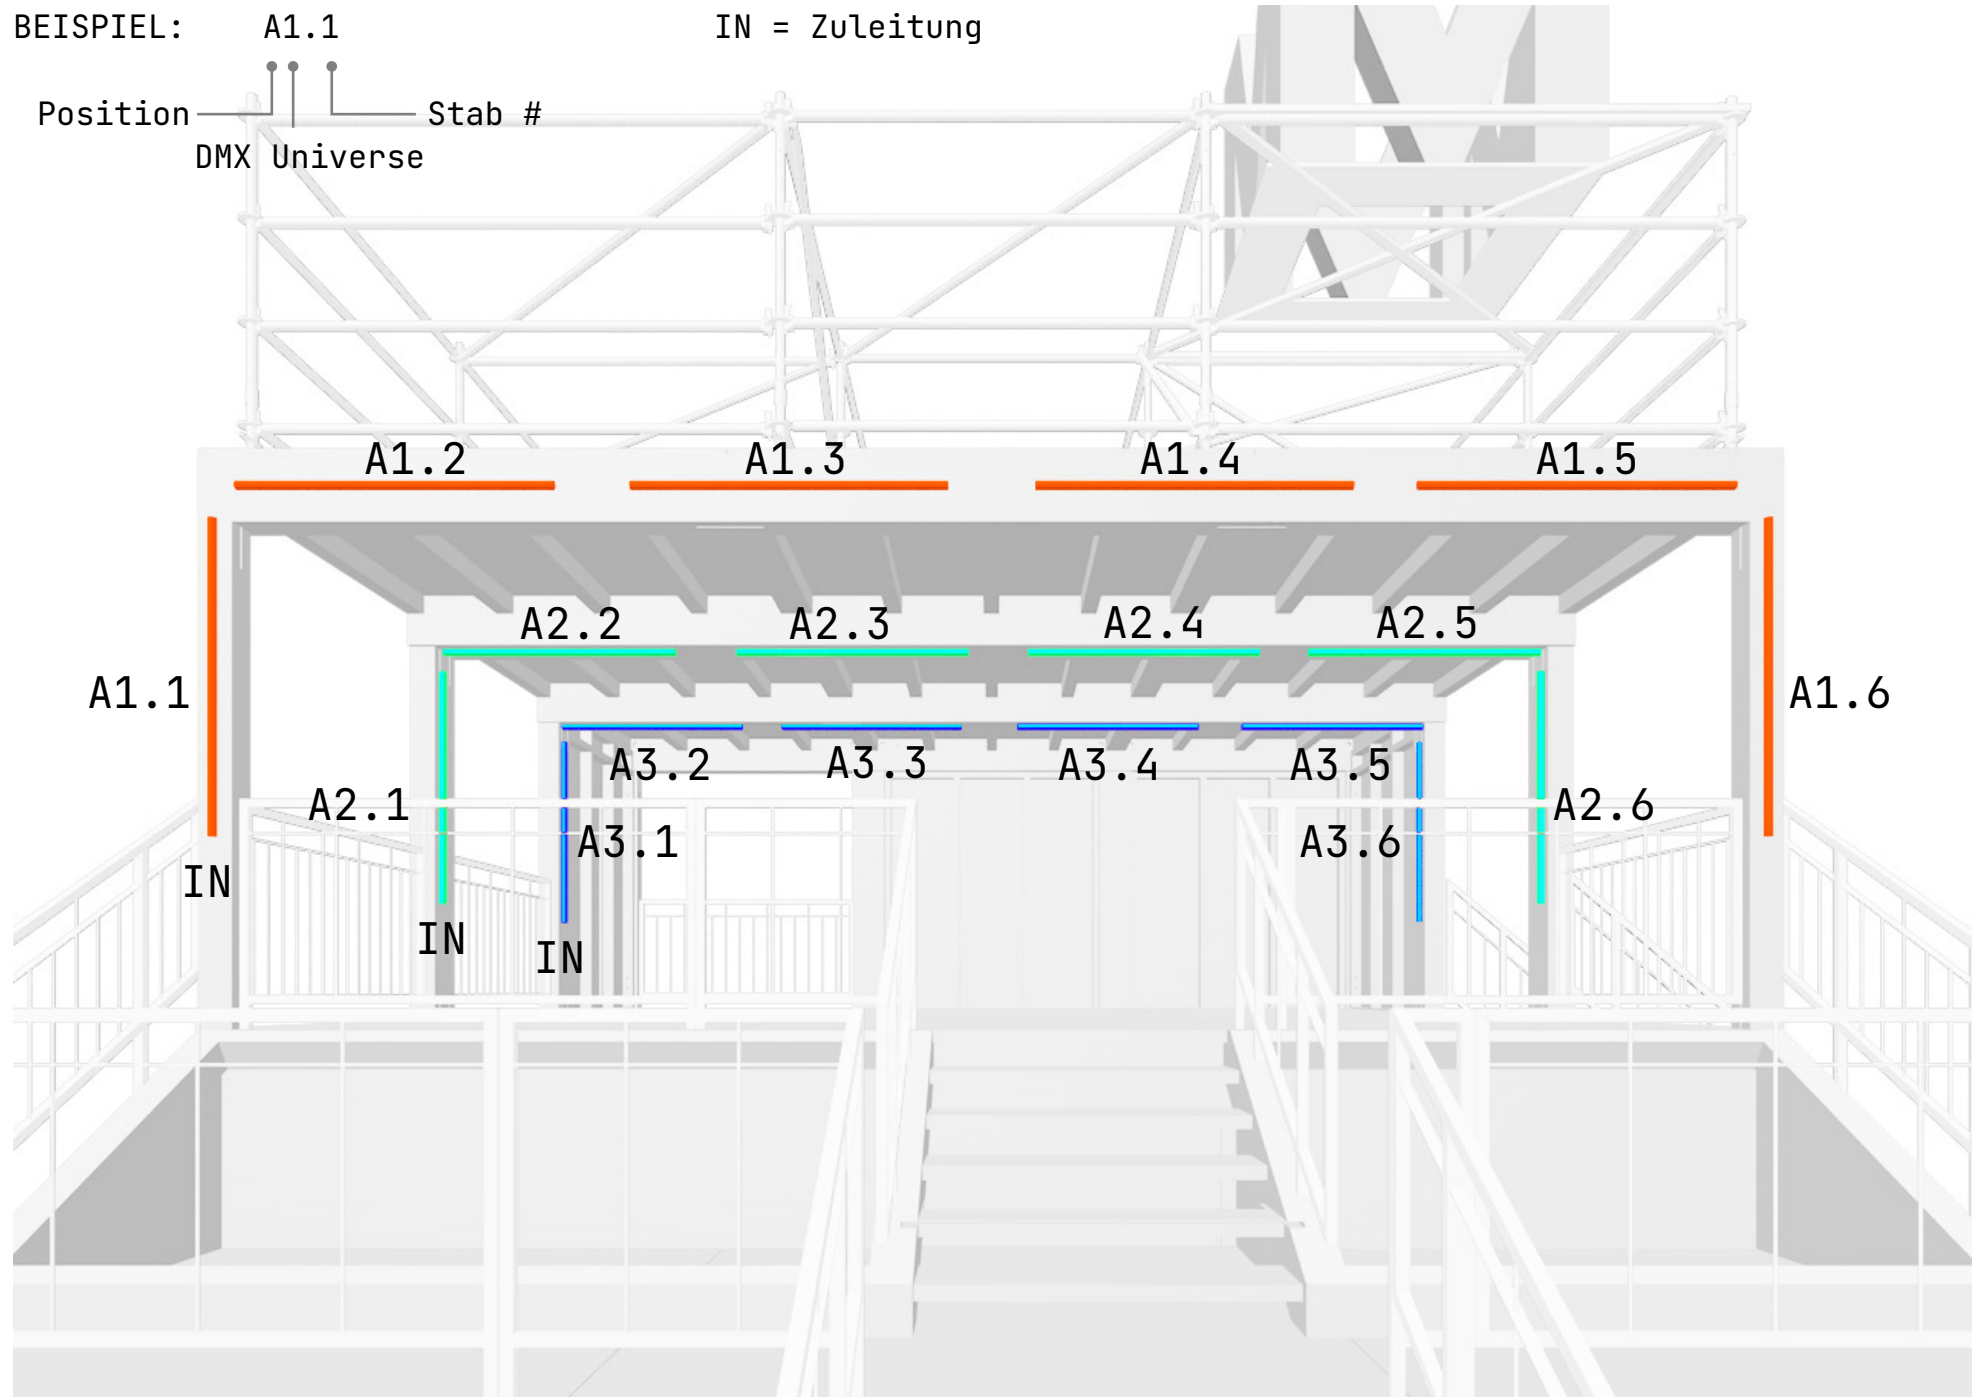 BEISPIEL: A1.1 IN = Zuleitung
Position Stab #
DMX Universe
A1.2 A1.3 A1.4 A1.5
A2.2 A2.3 A2.4 A2.5
A1.1 A1.6
A3.2 A3.3 A3.4 A3.5
A2.1 A2.6
A3.1 A3.6
IN
IN
IN